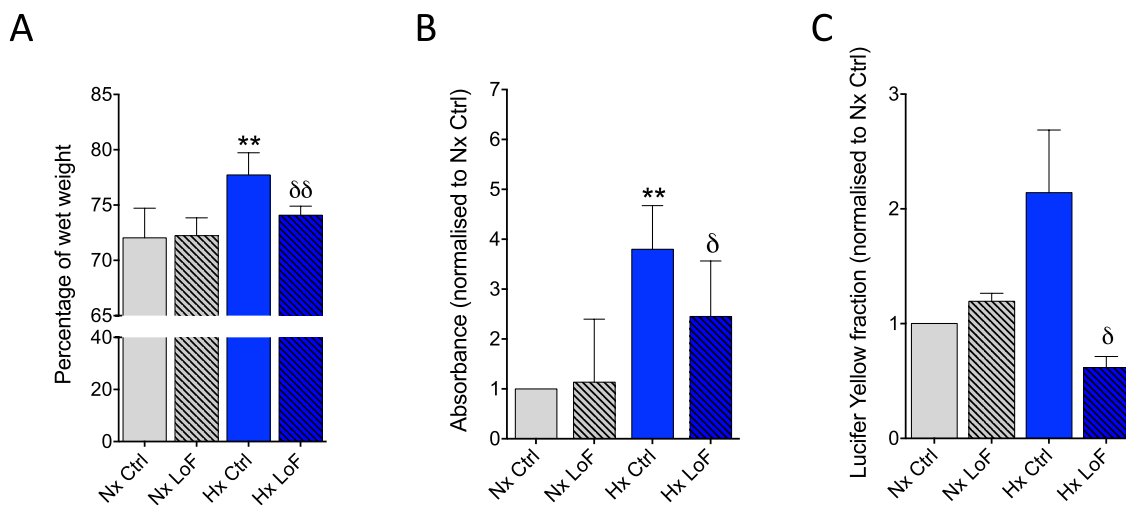 A
B
C
Percentage of wet weight
85
80
75
70
65
40
20
0
**
δδ
Nx Ctrl
Nx LoF
Hx Ctrl
Hx LoF
Absorbance (normalised to Nx Ctrl)
7
6
5
4
3
2
1
0
**
δ
Nx Ctrl
Nx LoF
Hx Ctrl
Hx LoF
Lucifer Yellow fraction (normalised to Nx Ctrl)
3
2
1
0
δ
Nx Ctrl
Nx LoF
Hx Ctrl
Hx LoF